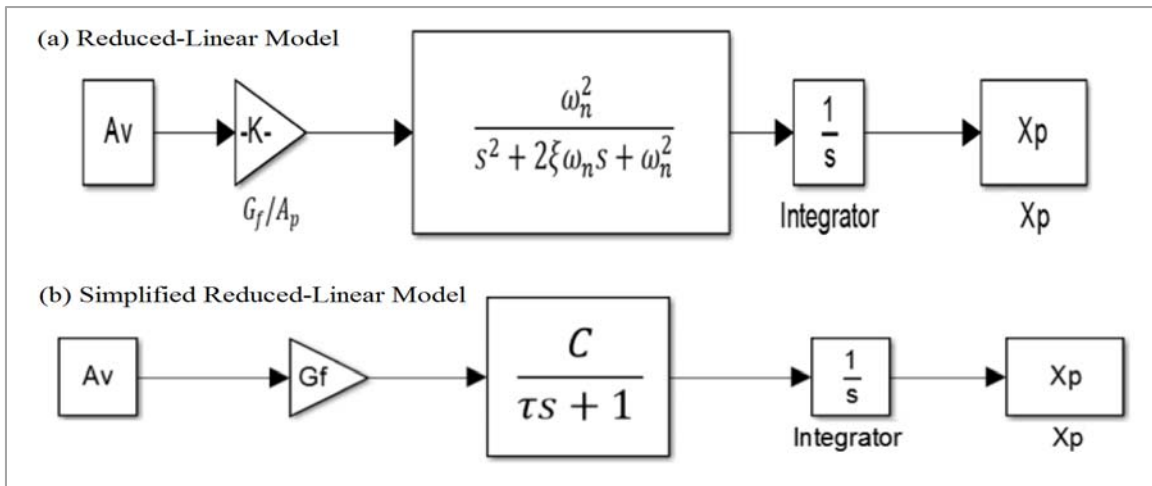 (a) Reduced-Linear Model
Av
-K-
G_f/A_p
ω_n^2
s^2 + 2ξω_ns + ω_n^2
1
s
Integrator
Xp
Xp
(b) Simplified Reduced-Linear Model
Av
Gf
C
τs + 1
1
s
Integrator
Xp
Xp